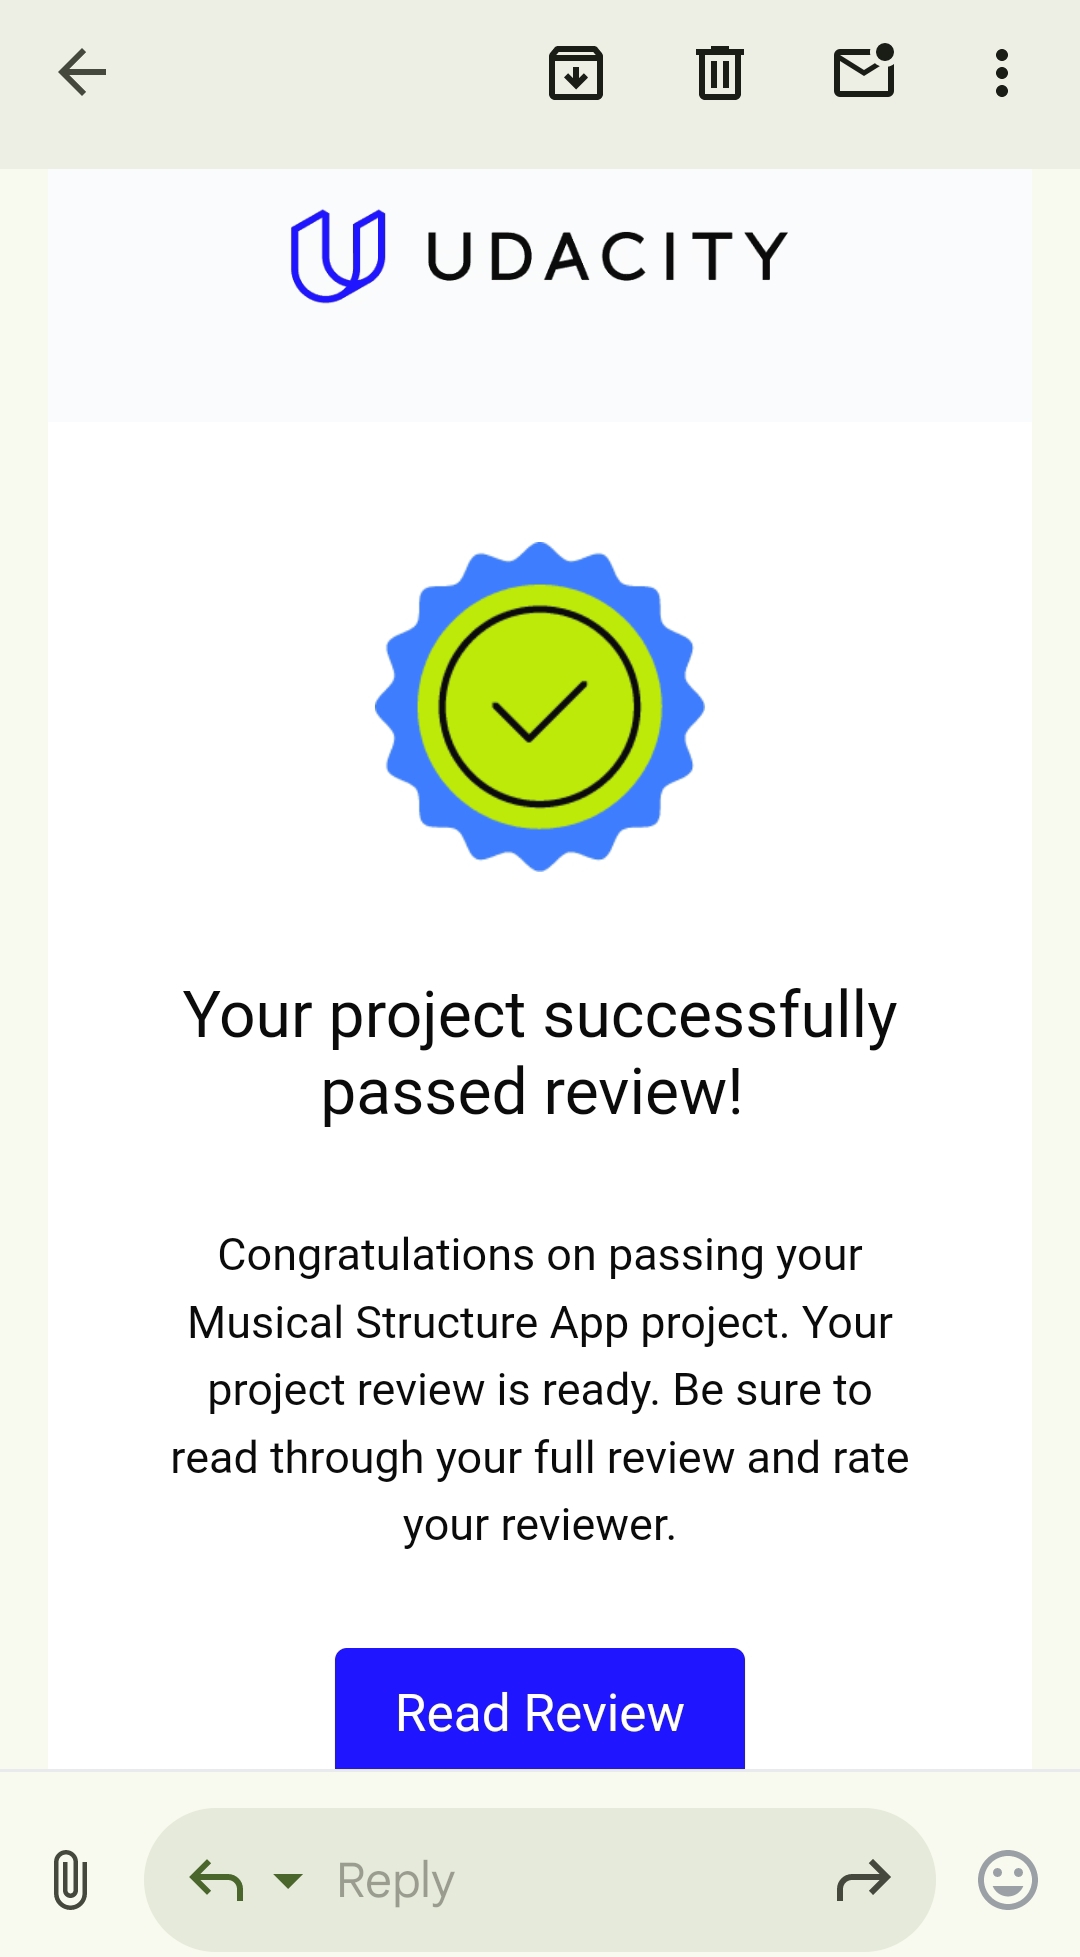 UDACITY
Your project successfully
passed review!
Congratulations on passing your
Musical Structure App project. Your
project review is ready. Be sure to
read through your full review and rate
your reviewer.
Read Review
Reply